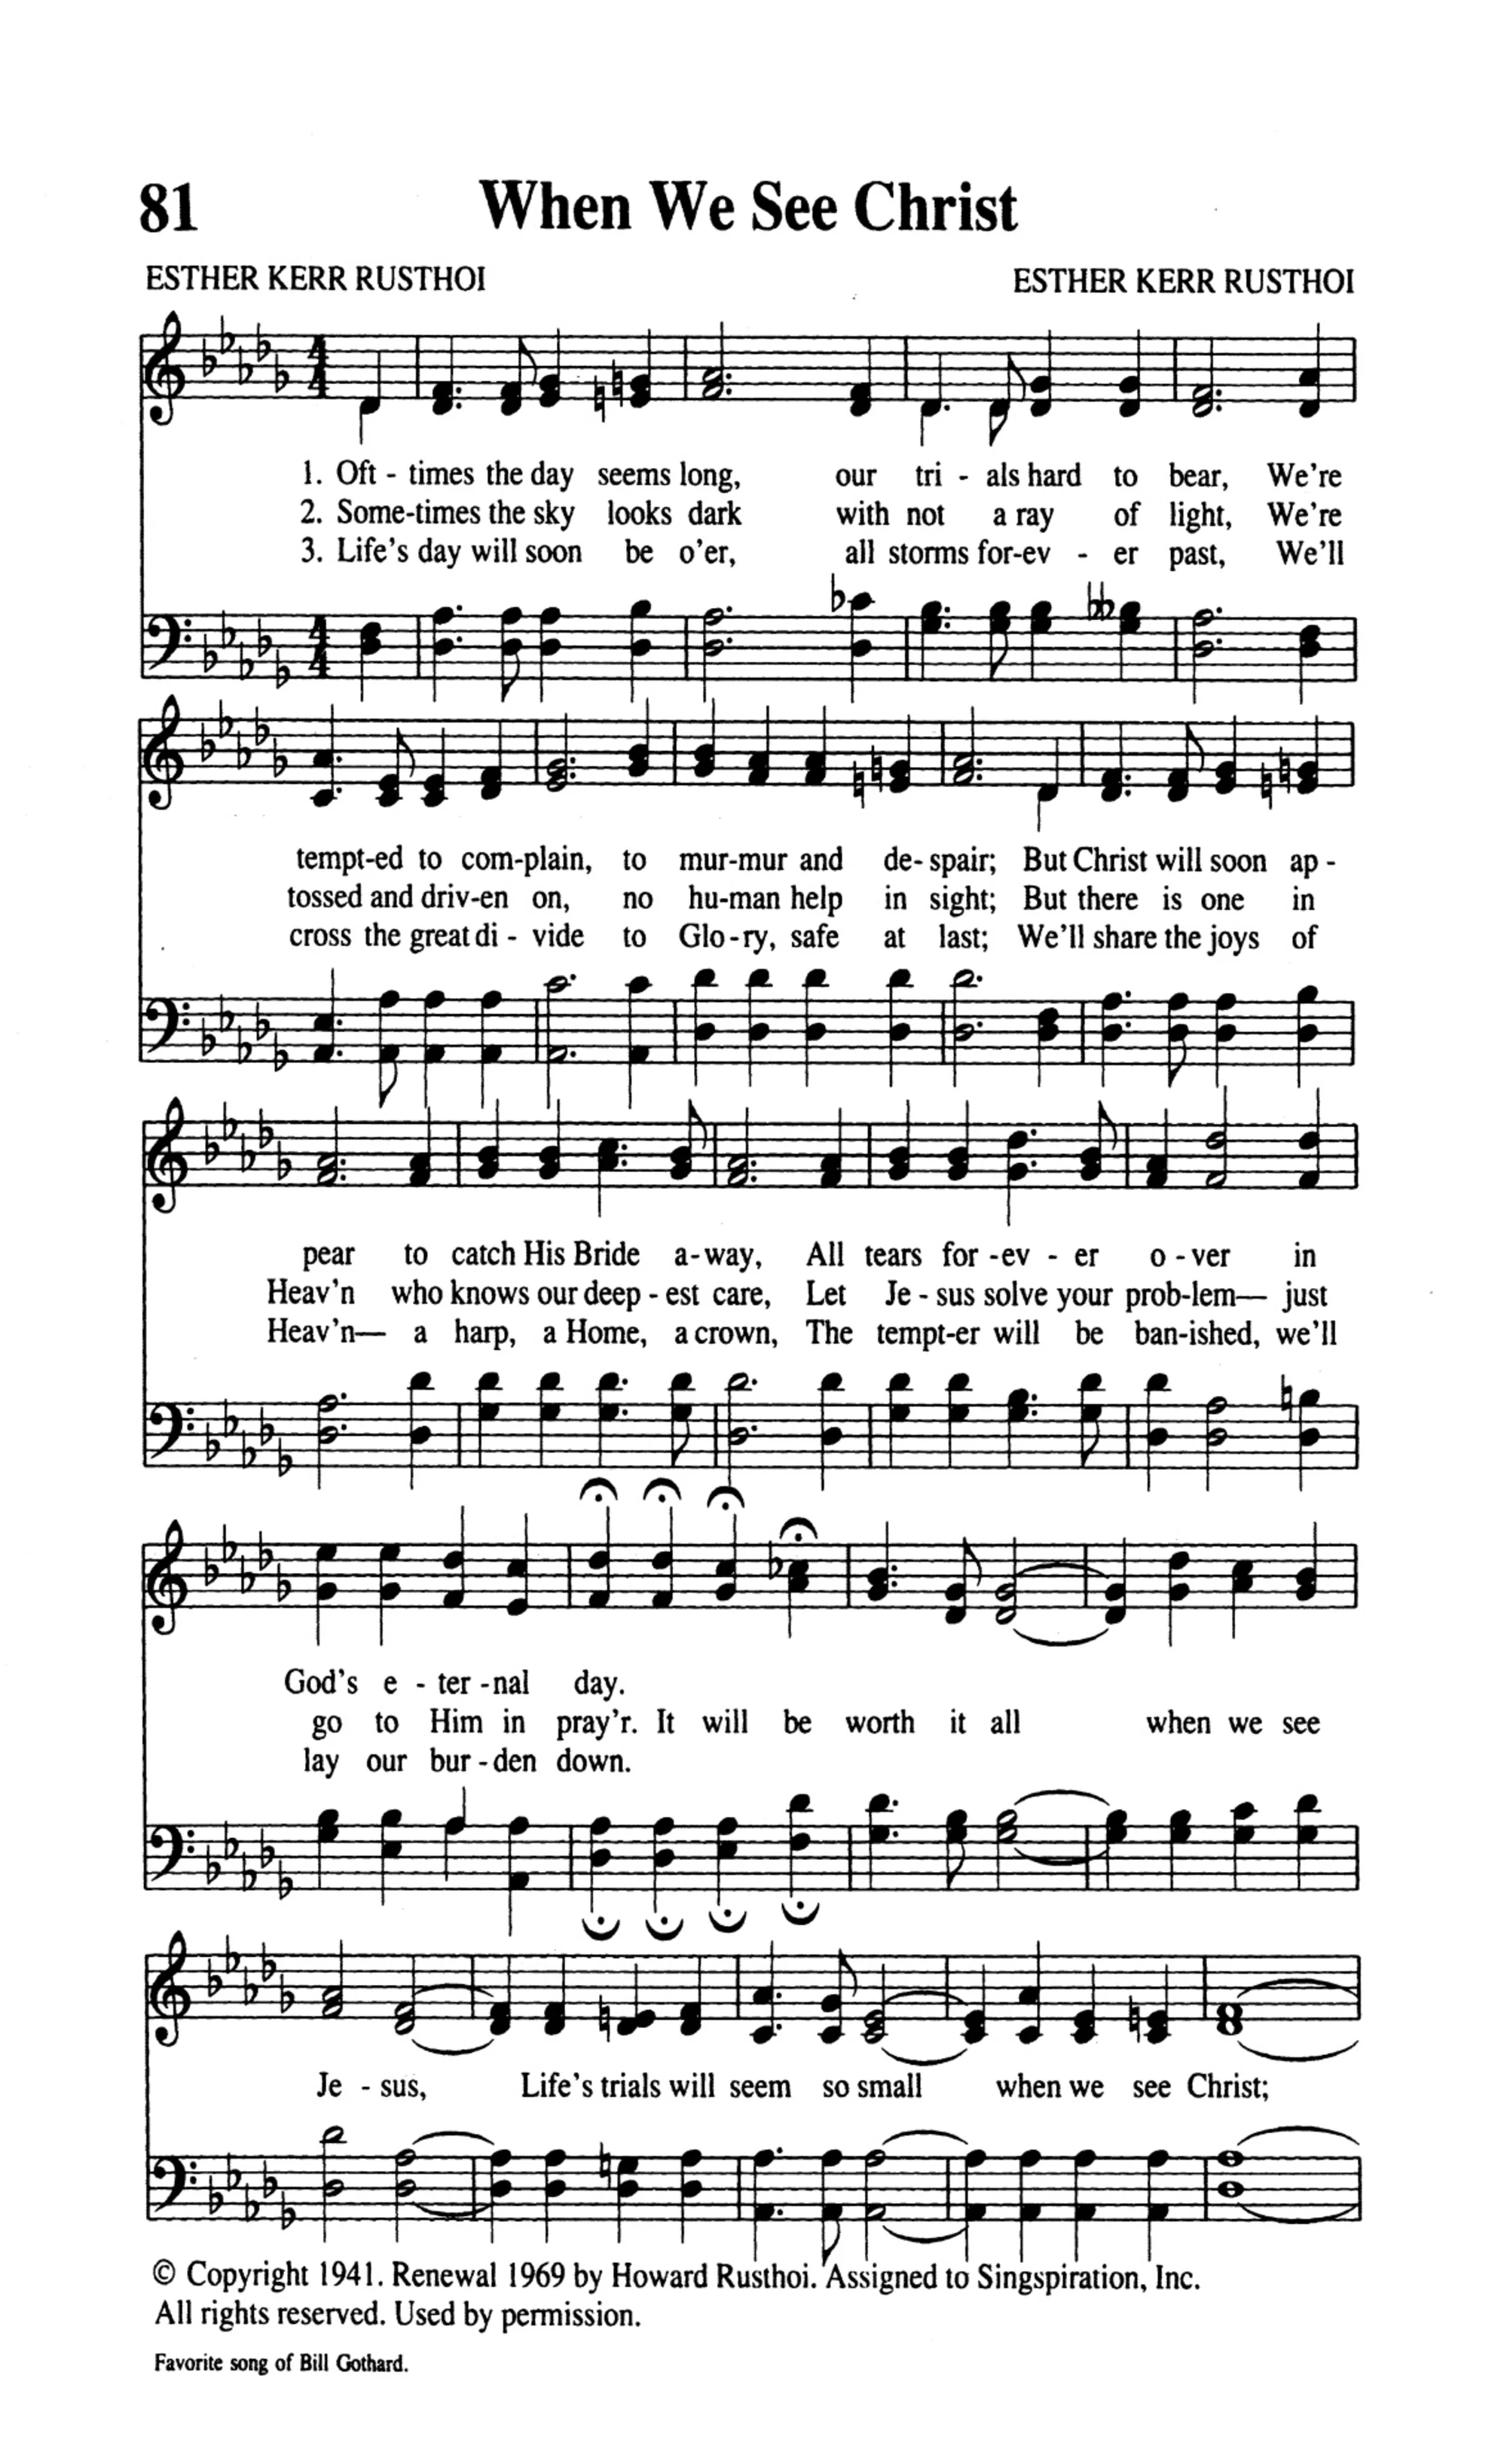 81 When We See Christ
ESTHER KERR RUSTHOI ESTHER KERR RUSTHOI
1. Oft - times the day seems long, our tri - als hard to bear, We're
2. Some-times the sky looks dark with not a ray of light, We're
3. Life's day will soon be o'er, all storms for-ev - er past, We'll
tempt-ed to com-plain, to mur-mur and de- spair; But Christ will soon ap -
tossed and driv-en on, no hu-man help in sight; But there is one in
cross the great di - vide to Glo-ry, safe at last; We'll share the joys of
pear to catch His Bride a-way, All tears for -ev - er o - ver in
Heav'n who knows our deep - est care, Let Je - sus solve your prob-lem— just
Heav'n— a harp, a Home, a crown, The tempt-er will be ban-ished, we'll
God's e - ter -nal day.
go to Him in pray'r. It will be worth it all when we see
lay our bur - den down.
Je - sus, Life's trials will seem so small when we see Christ;
© Copyright 1941. Renewal 1969 by Howard Rusthoi. Assigned to Singspiration, Inc.
All rights reserved. Used by permission.
Favorite song of Bill Gothard.